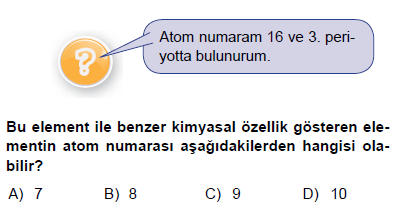 ?
Atom numaram 16 ve 3. peri-
yotta bulunurum.
Bu element ile benzer kimyasal özellik gösteren ele-
mentin atom numarası aşağıdakilerden hangisi ola-
bilir?
A) 7 B) 8 C) 9 D) 10